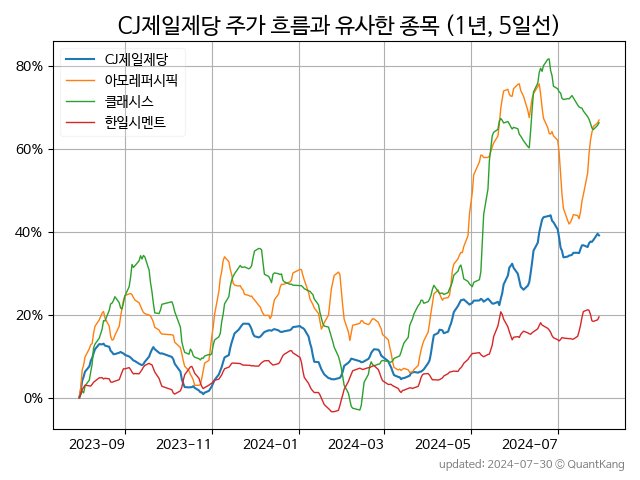 CJ제일제당 주가 흐름과 유사한 종목 (1년, 5일선)
CJ제일제당
아모레퍼시픽
클래시스
한일시멘트
80%
60%
40%
20%
0%
2023-09 2023-11 2024-01 2024-03 2024-05 2024-07
updated: 2024-07-30 © QuantKang